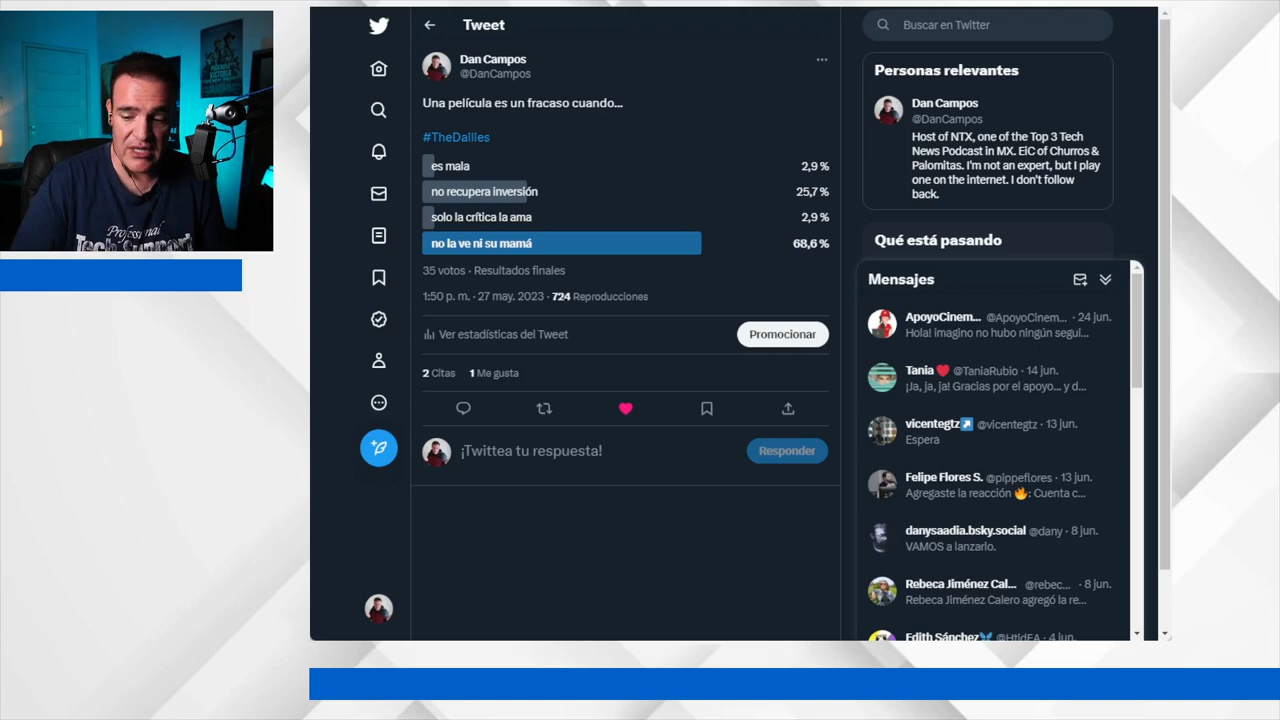 Professional
Tech Support
Tweet
Dan Campos
@DanCampos
Una película es un fracaso cuando...
#TheDalIles
es mala 2,9 %
no recupera inversión 25,7 %
solo la crítica la ama 2,9 %
no la ve ni su mamá 68,6 %
35 votos · Resultados finales
1:50 p. m. · 27 may. 2023 · 724 Reproducciones
Ver estadísticas del Tweet
Promocionar
2 Citas 1 Me gusta
¡Twittea tu respuesta!
Responder
Buscar en Twitter
Personas relevantes
Dan Campos
@DanCampos
Host of NTX, one of the Top 3 Tech
News Podcast in MX. EiC of Churros &
Palomitas. I'm not an expert, but I play
one on the internet. I don't follow
back.
Qué está pasando
Mensajes
ApoyoCinem... @ApoyoCinem... · 24 jun.
Hola! imagino no hubo ningún segui...
Tania @TaniaRubio · 14 jun.
¡Ja, ja, ja! Gracias por el apoyo... y d...
vicentegtz @vicentegtz · 13 jun.
Espera
Felipe Flores S. @pippeflores · 13 jun.
Agregaste la reacción 🔥: Cuenta c...
danysaadia.bsky.social @dany · 8 jun.
VAMOS a lanzarlo.
Rebeca Jiménez Cal... @rebec... · 8 jun.
Rebeca Jiménez Calero agregó la re...
Edith Sánchez @HtidEA · 4 jun.